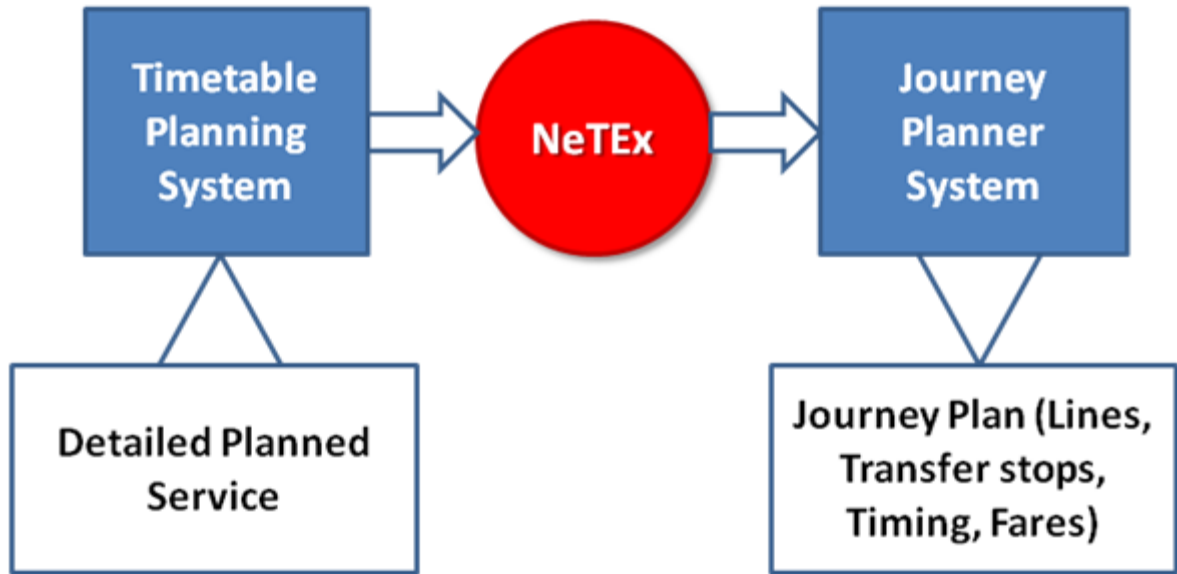 Timetable
Planning
System
NeTEx
Journey
Planner
System
Detailed Planned
Service
Journey Plan (Lines,
Transfer stops,
Timing, Fares)